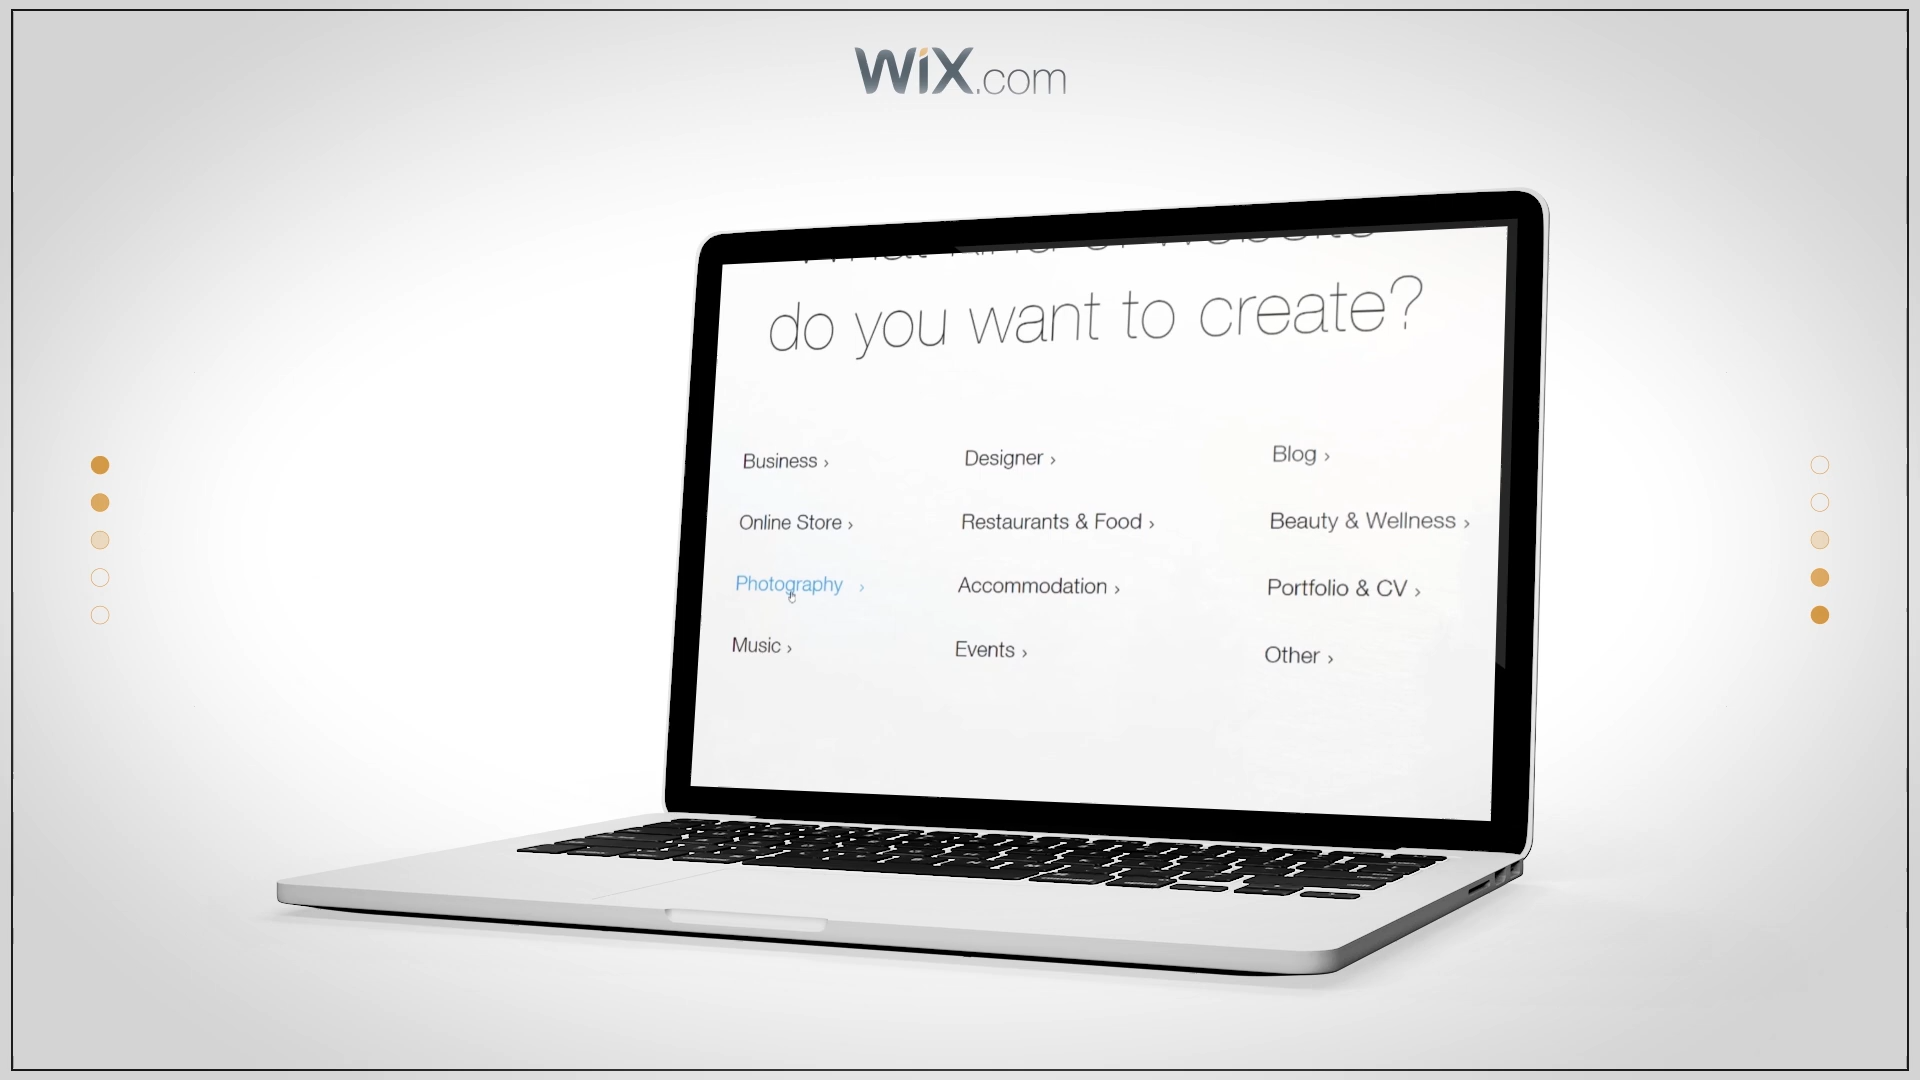 WiX.com
do you want to create?
Business ›
Designer ›
Blog ›
Online Store ›
Restaurants & Food ›
Beauty & Wellness ›
Photography ›
Accommodation ›
Portfolio & CV ›
Music ›
Events ›
Other ›